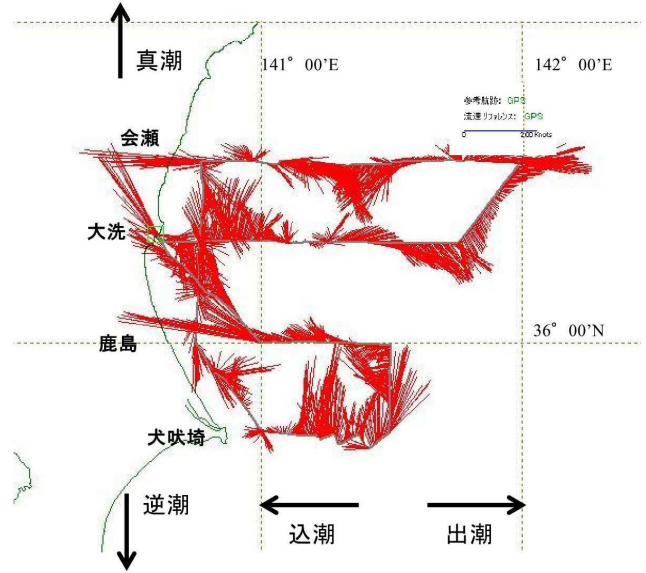 真潮
141° 00'E
142° 00'E
参考航跡: GPS
流速リファレンス: GPS
0
200 Knots
会瀬
大洗
鹿島
36° 00'N
犬吠埼
逆潮
込潮
出潮